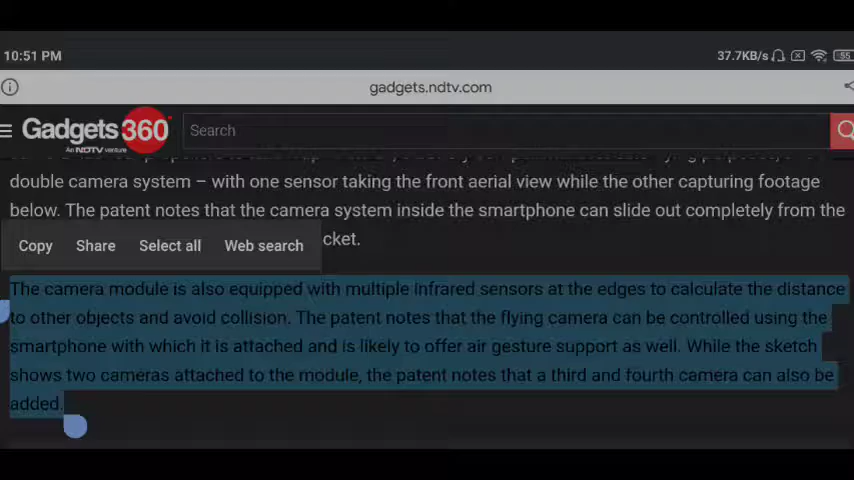 10:51 PM
37.7KB/s
55
gadgets.ndtv.com
Gadgets 360
An NDTV venture
Search
double camera system – with one sensor taking the front aerial view while the other capturing footage
below. The patent notes that the camera system inside the smartphone can slide out completely from the
cket.
Copy Share Select all Web search
The camera module is also equipped with multiple infrared sensors at the edges to calculate the distance
to other objects and avoid collision. The patent notes that the flying camera can be controlled using the
smartphone with which it is attached and is likely to offer air gesture support as well. While the sketch
shows two cameras attached to the module, the patent notes that a third and fourth camera can also be
added.